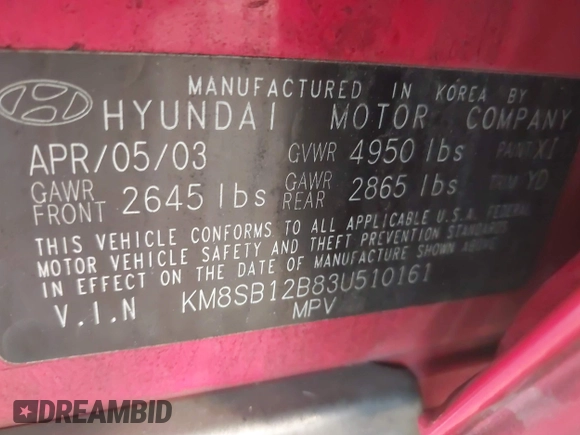 MANUFACTURED IN KOREA BY
HYUNDAI MOTOR COMPANY
APR/05/03 GVWR 4950 lbs PAINT XI
GAWR FRONT 2645 lbs GAWR REAR 2865 lbs TRIM YD
THIS VEHICLE CONFORMS TO ALL APPLICABLE U.S.A. FEDERAL
MOTOR VEHICLE SAFETY AND THEFT PREVENTION STANDARDS
IN EFFECT ON THE DATE OF MANUFACTURE SHOWN ABOVE.
V.I.N KM8SB12B83U510161
MPV
DREAMBID